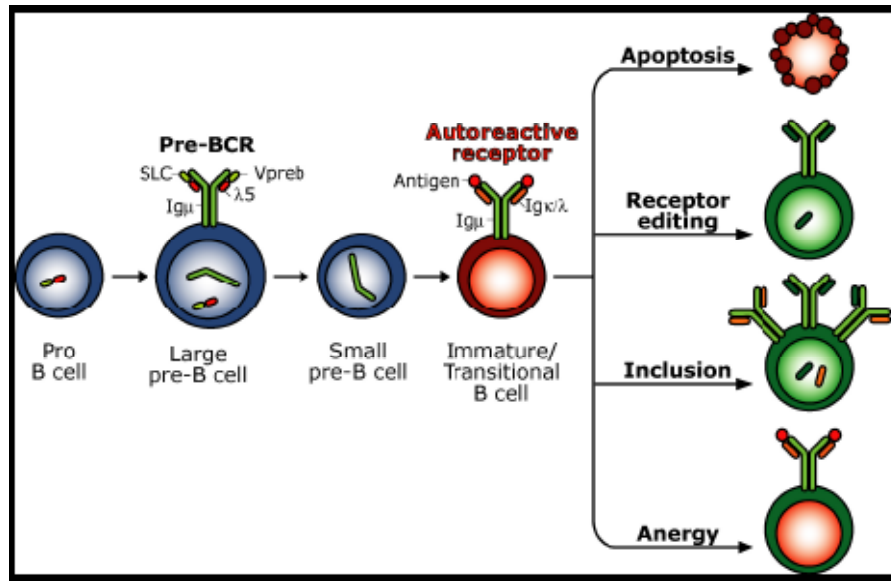 Pre-BCR
SLC
Vpreb
λ5
Igμ
Autoreactive
receptor
Antigen
Igκ/λ
Igμ
Pro
B cell
Large
pre-B cell
Small
pre-B cell
Immature/
Transitional
B cell
Apoptosis
Receptor
editing
Inclusion
Anergy